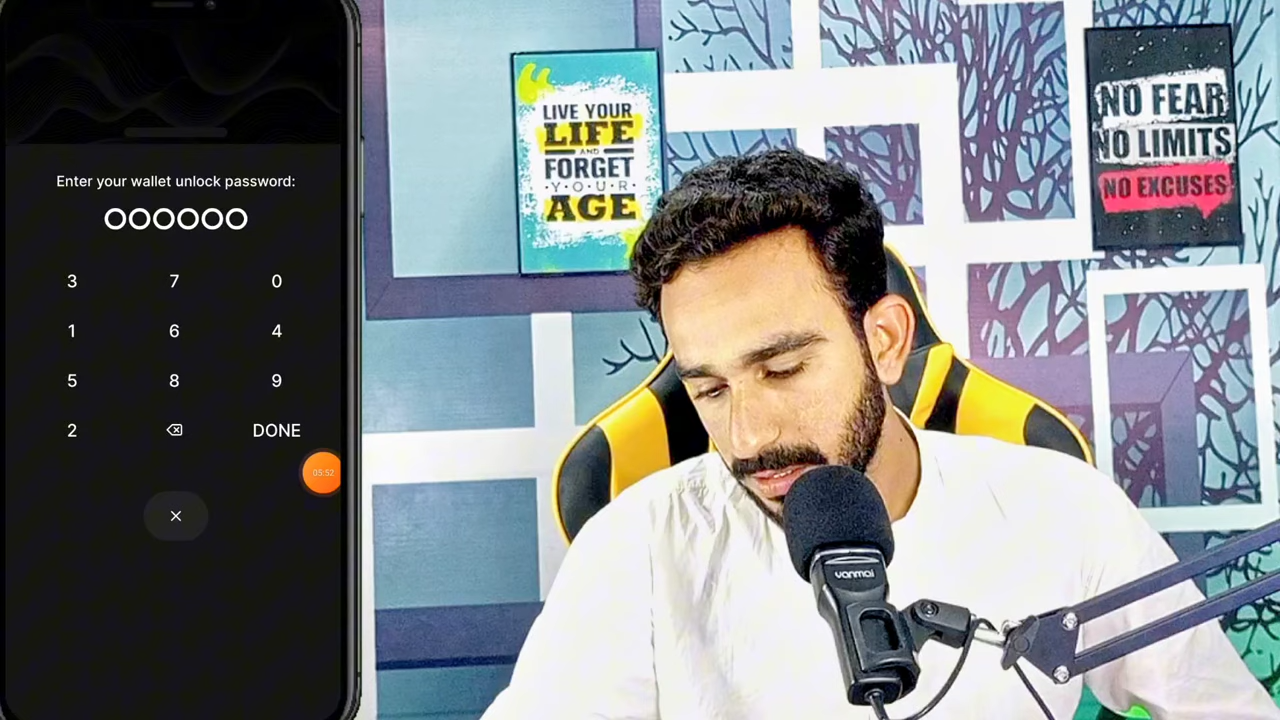 Enter your wallet unlock password:
3 7 0
1 6 4
5 8 9
2 DONE
05:52
LIVE YOUR
LIFE
AND
FORGET
YOUR
AGE
NO FEAR
NO LIMITS
NO EXCUSES
vanmai